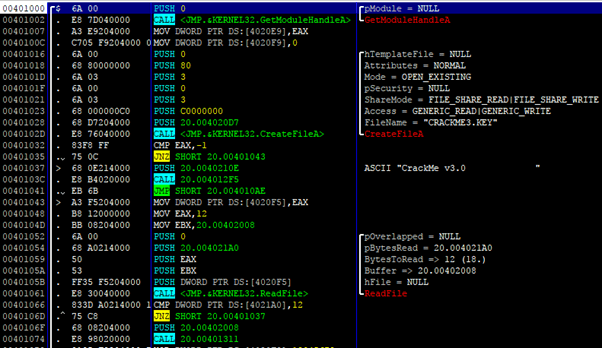 00401000 $ 6A 00 PUSH 0 pModule = NULL
00401002 . E8 7D040000 CALL <JMP.&KERNEL32.GetModuleHandleA> GetModuleHandleA
00401007 . A3 E9204000 MOV DWORD PTR DS:[4020E9],EAX
0040100C . C705 F9204000 0 MOV DWORD PTR DS:[4020F9],0
00401016 . 6A 00 PUSH 0 hTemplateFile = NULL
00401018 . 68 80000000 PUSH 80 Attributes = NORMAL
0040101D . 6A 03 PUSH 3 Mode = OPEN_EXISTING
0040101F . 6A 00 PUSH 0 pSecurity = NULL
00401021 . 6A 03 PUSH 3 ShareMode = FILE_SHARE_READ|FILE_SHARE_WRITE
00401023 . 68 000000C0 PUSH C0000000 Access = GENERIC_READ|GENERIC_WRITE
00401028 . 68 D7204000 PUSH 20.004020D7 FileName = "CRACKME3.KEY"
0040102D . E8 76040000 CALL <JMP.&KERNEL32.CreateFileA> CreateFileA
00401032 . 83F8 FF CMP EAX,-1
00401035 . 75 0C JNZ SHORT 20.00401043
00401037 > 68 0E214000 PUSH 20.0040210E ASCII "CrackMe v3.0 "
0040103C . E8 B4020000 CALL 20.004012F5
00401041 . EB 6B JMP SHORT 20.004010AE
00401043 > A3 F5204000 MOV DWORD PTR DS:[4020F5],EAX
00401048 . B8 12000000 MOV EAX,12
0040104D . BB 08204000 MOV EBX,20.00402008
00401052 . 6A 00 PUSH 0 pOverlapped = NULL
00401054 . 68 A0214000 PUSH 20.004021A0 pBytesRead = 20.004021A0
00401059 . 50 PUSH EAX BytesToRead => 12 (18.)
0040105A . 53 PUSH EBX Buffer => 20.00402008
0040105B . FF35 F5204000 PUSH DWORD PTR DS:[4020F5] hFile = NULL
00401061 . E8 30040000 CALL <JMP.&KERNEL32.ReadFile> ReadFile
00401066 . 833D A0214000 1 CMP DWORD PTR DS:[4021A0],12
0040106D .^ 75 C8 JNZ SHORT 20.00401037
0040106F . 68 08204000 PUSH 20.00402008
00401074 . E8 98020000 CALL 20.00401311